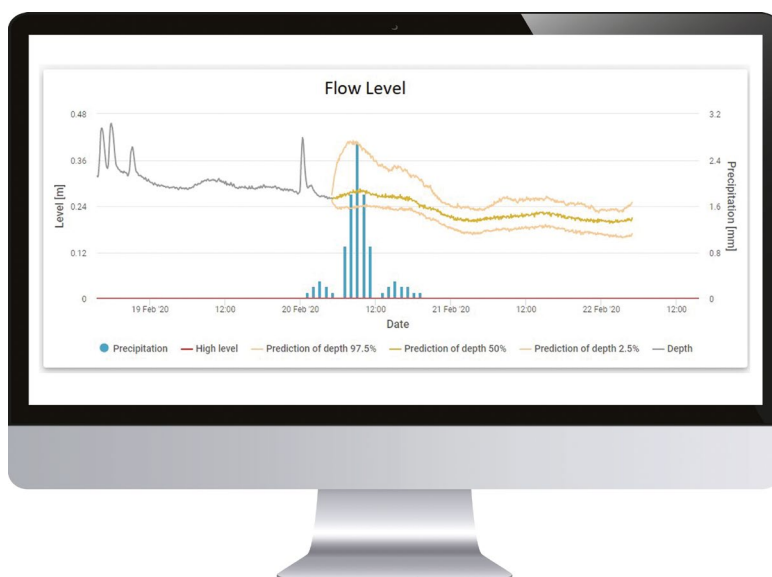 Flow Level
0.48
0.36
0.24
0.12
0
Level [m]
3.2
2.4
1.6
0.8
0
Precipitation [mm]
19 Feb '20
12:00
20 Feb '20
12:00
21 Feb '20
12:00
22 Feb '20
12:00
Date
Precipitation
High level
Prediction of depth 97.5%
Prediction of depth 50%
Prediction of depth 2.5%
Depth